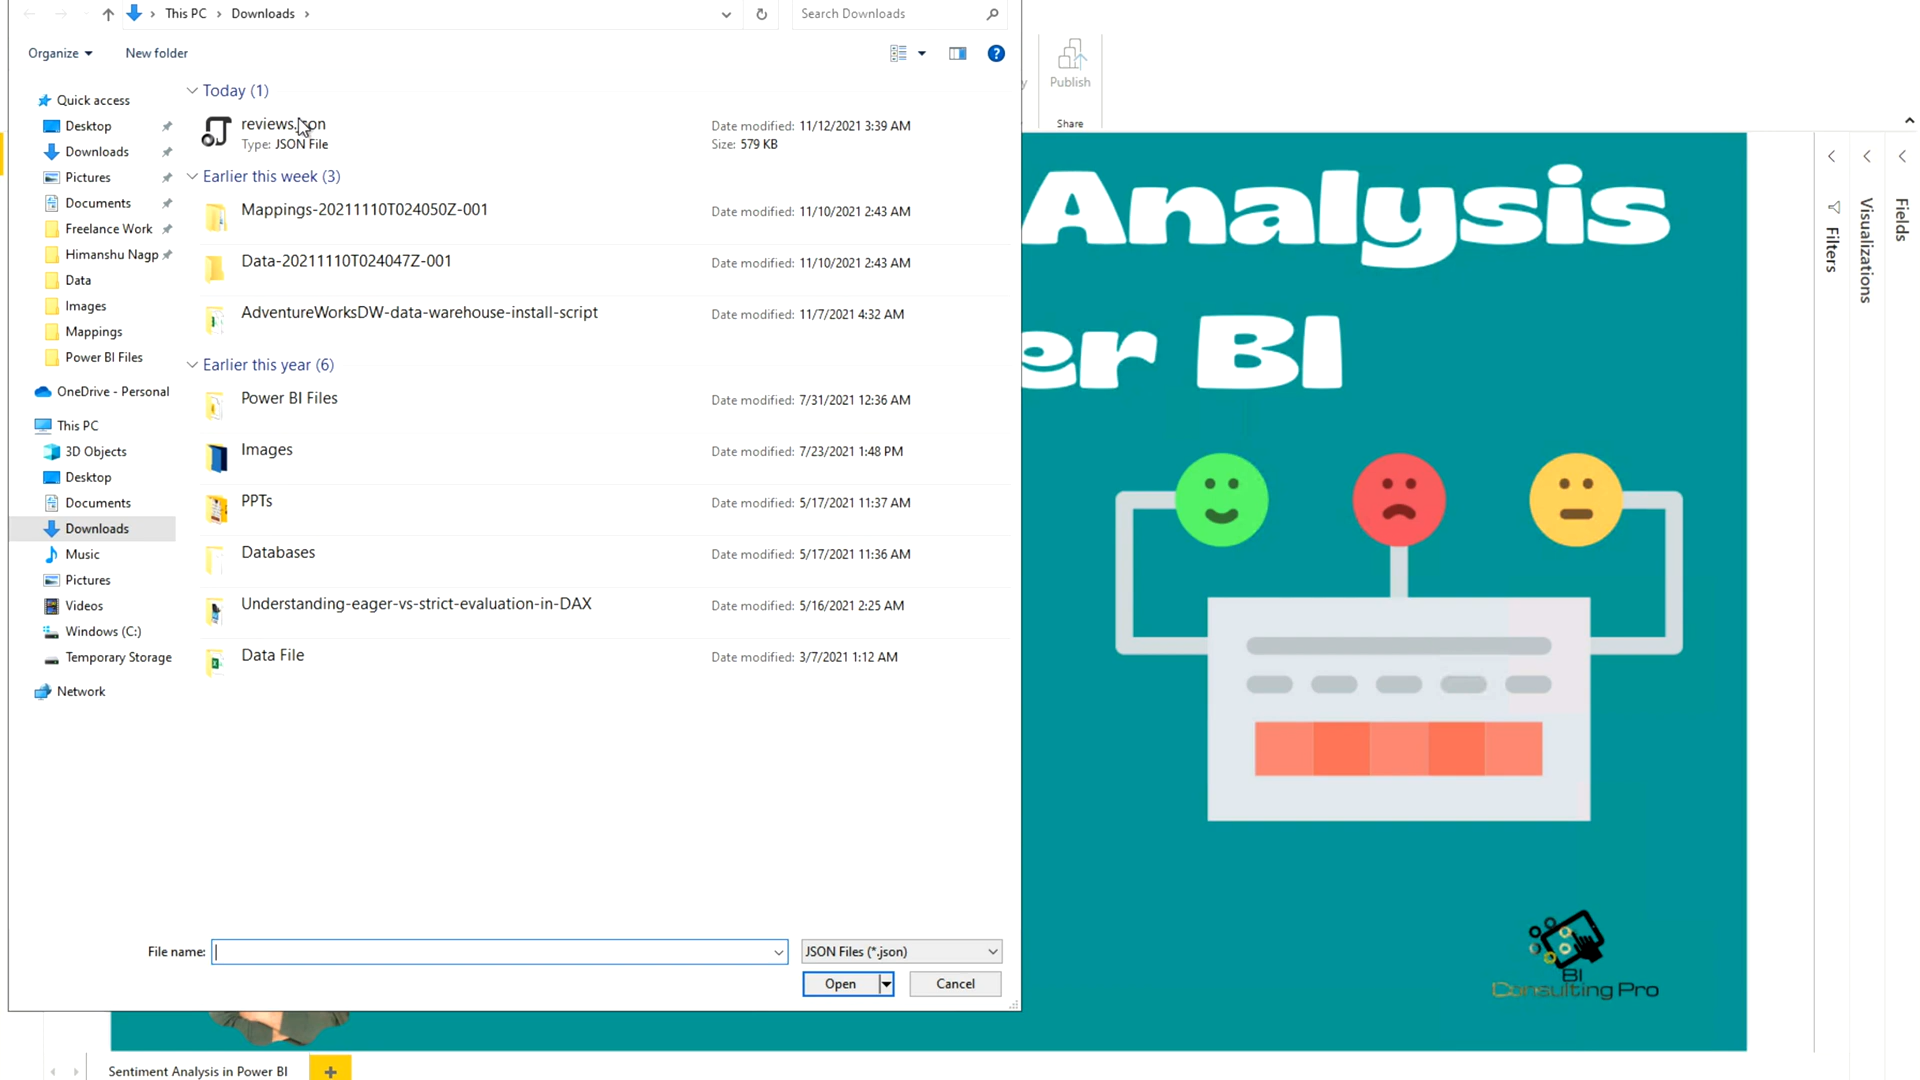 This PC > Downloads >
Search Downloads
Organize
New folder
Quick access
Desktop
Downloads
Pictures
Documents
Freelance Work
Himanshu Nagp
Data
Images
Mappings
Power BI Files
OneDrive - Personal
This PC
3D Objects
Desktop
Documents
Downloads
Music
Pictures
Videos
Windows (C:)
Temporary Storage
Network
Today (1)
Type: JSON File
Date modified: 11/12/2021 3:39 AM
Size: 579 KB
Earlier this week (3)
Mappings-20211110T024050Z-001
Date modified: 11/10/2021 2:43 AM
Data-20211110T024047Z-001
Date modified: 11/10/2021 2:43 AM
AdventureWorksDW-data-warehouse-install-script
Date modified: 11/7/2021 4:32 AM
Earlier this year (6)
Power BI Files
Date modified: 7/31/2021 12:36 AM
Images
Date modified: 7/23/2021 1:48 PM
PPTs
Date modified: 5/17/2021 11:37 AM
Databases
Date modified: 5/17/2021 11:36 AM
Understanding-eager-vs-strict-evaluation-in-DAX
Date modified: 5/16/2021 2:25 AM
Data File
Date modified: 3/7/2021 1:12 AM
File name:
JSON Files (*.json)
Open
Cancel
Publish
Share
Analysis
er BI
BI
Consulting Pro
Filters
Visualizations
Fields
Sentiment Analysis in Power BI